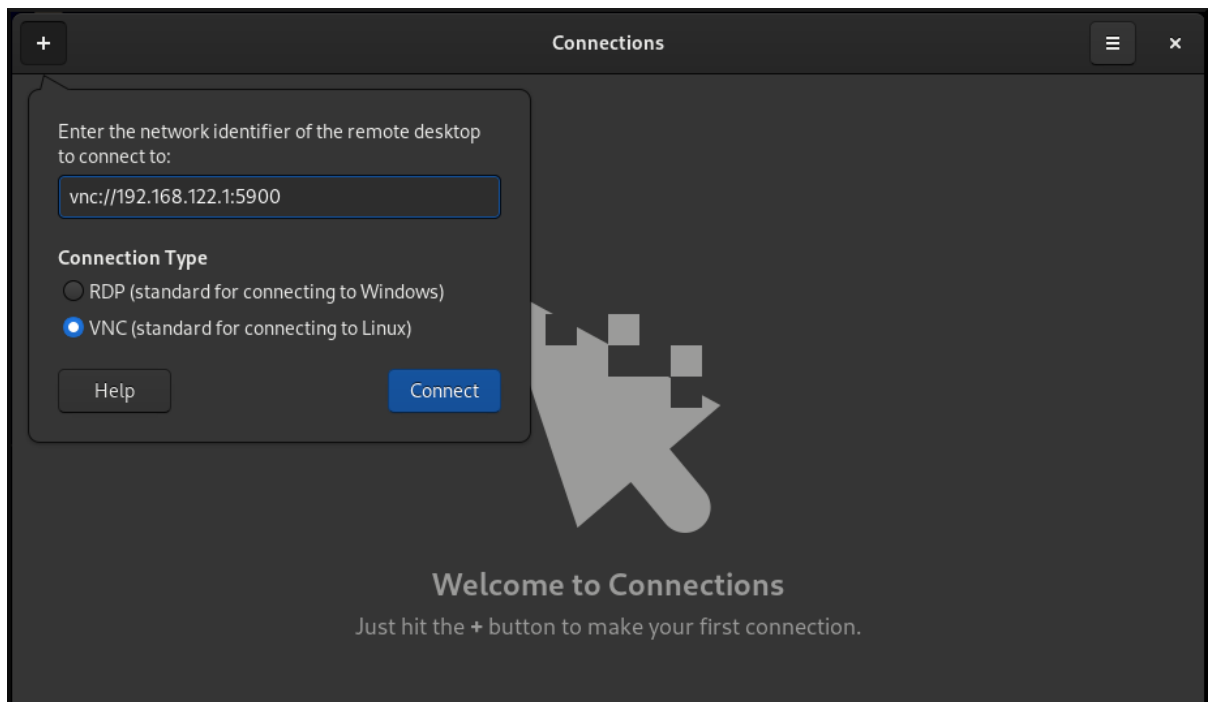 +
Connections
Enter the network identifier of the remote desktop
to connect to:
vnc://192.168.122.1:5900
Connection Type
RDP (standard for connecting to Windows)
VNC (standard for connecting to Linux)
Help
Connect
Welcome to Connections
Just hit the + button to make your first connection.